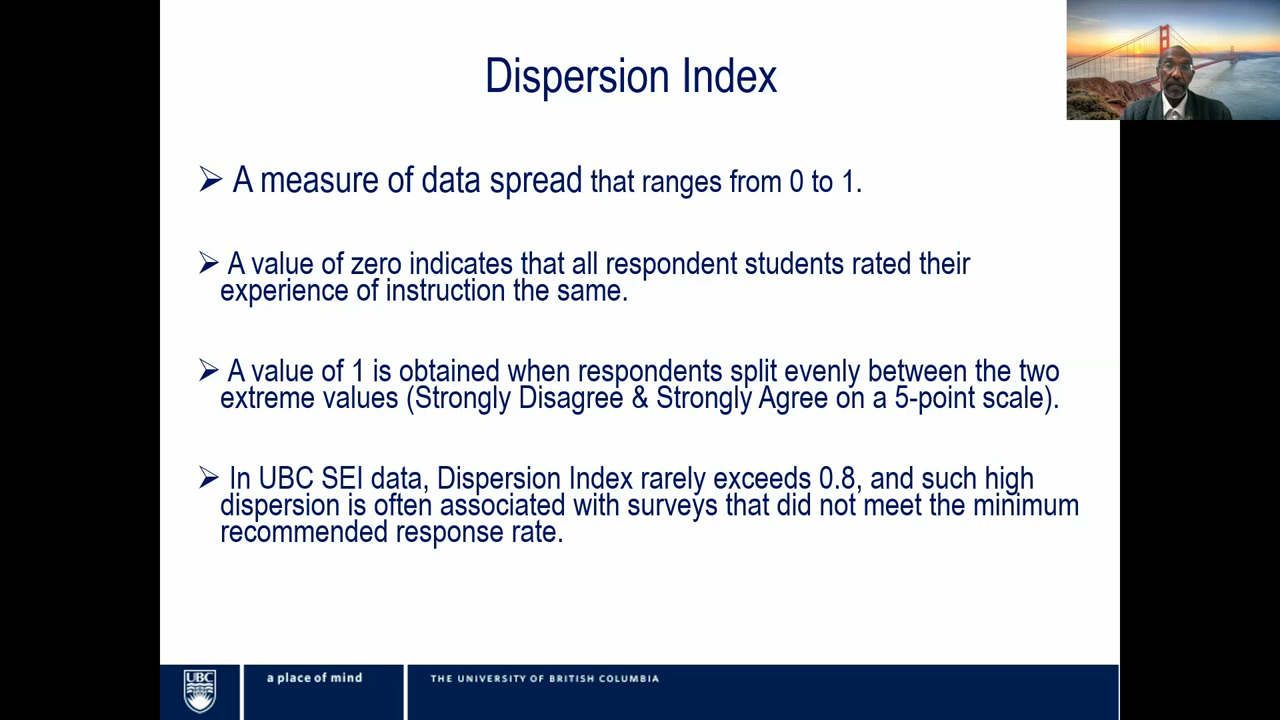 Dispersion Index
➢ A measure of data spread that ranges from 0 to 1.
➢ A value of zero indicates that all respondent students rated their
experience of instruction the same.
➢ A value of 1 is obtained when respondents split evenly between the two
extreme values (Strongly Disagree & Strongly Agree on a 5-point scale).
➢ In UBC SEI data, Dispersion Index rarely exceeds 0.8, and such high
dispersion is often associated with surveys that did not meet the minimum
recommended response rate.
UBC
a place of mind
THE UNIVERSITY OF BRITISH COLUMBIA